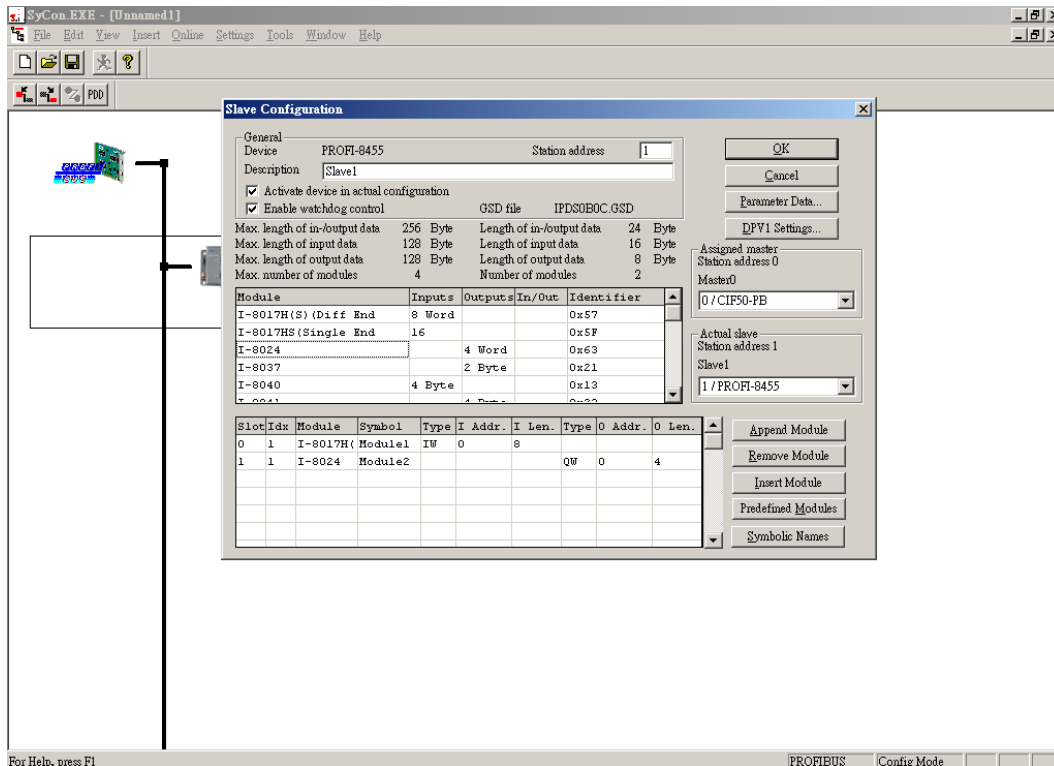 SyCon.EXE - [Unnamed1]
File Edit View Insert Online Settings Tools Window Help
PDD
PROFI
BUS
Slave Configuration
General
Device PROFI-8455 Station address 1
Description Slave1
Activate device in actual configuration
Enable watchdog control GSD file IPDS0B0C.GSD
OK
Cancel
Parameter Data...
DPV1 Settings...
Max. length of in-/output data 256 Byte Length of in-/output data 24 Byte
Max. length of input data 128 Byte Length of input data 16 Byte
Max. length of output data 128 Byte Length of output data 8 Byte
Max. number of modules 4 Number of modules 2
Assigned master
Station address 0
Master0
0 / CIF50-PB
Actual slave
Station address 1
Slave1
1 / PROFI-8455
Module Inputs Outputs In/Out Identifier
I-8017H(S)(Diff End 8 Word 0x57
I-8017HS(Single End 16 0x5F
I-8024 4 Word 0x63
I-8037 2 Byte 0x21
I-8040 4 Byte 0x13
Slot Idx Module Symbol Type I Addr. I Len. Type O Addr. O Len.
0 1 I-8017H( Module1 IW 0 8
1 1 I-8024 Module2 QW 0 4
Append Module
Remove Module
Insert Module
Predefined Modules
Symbolic Names
For Help, press F1 PROFIBUS Config Mode